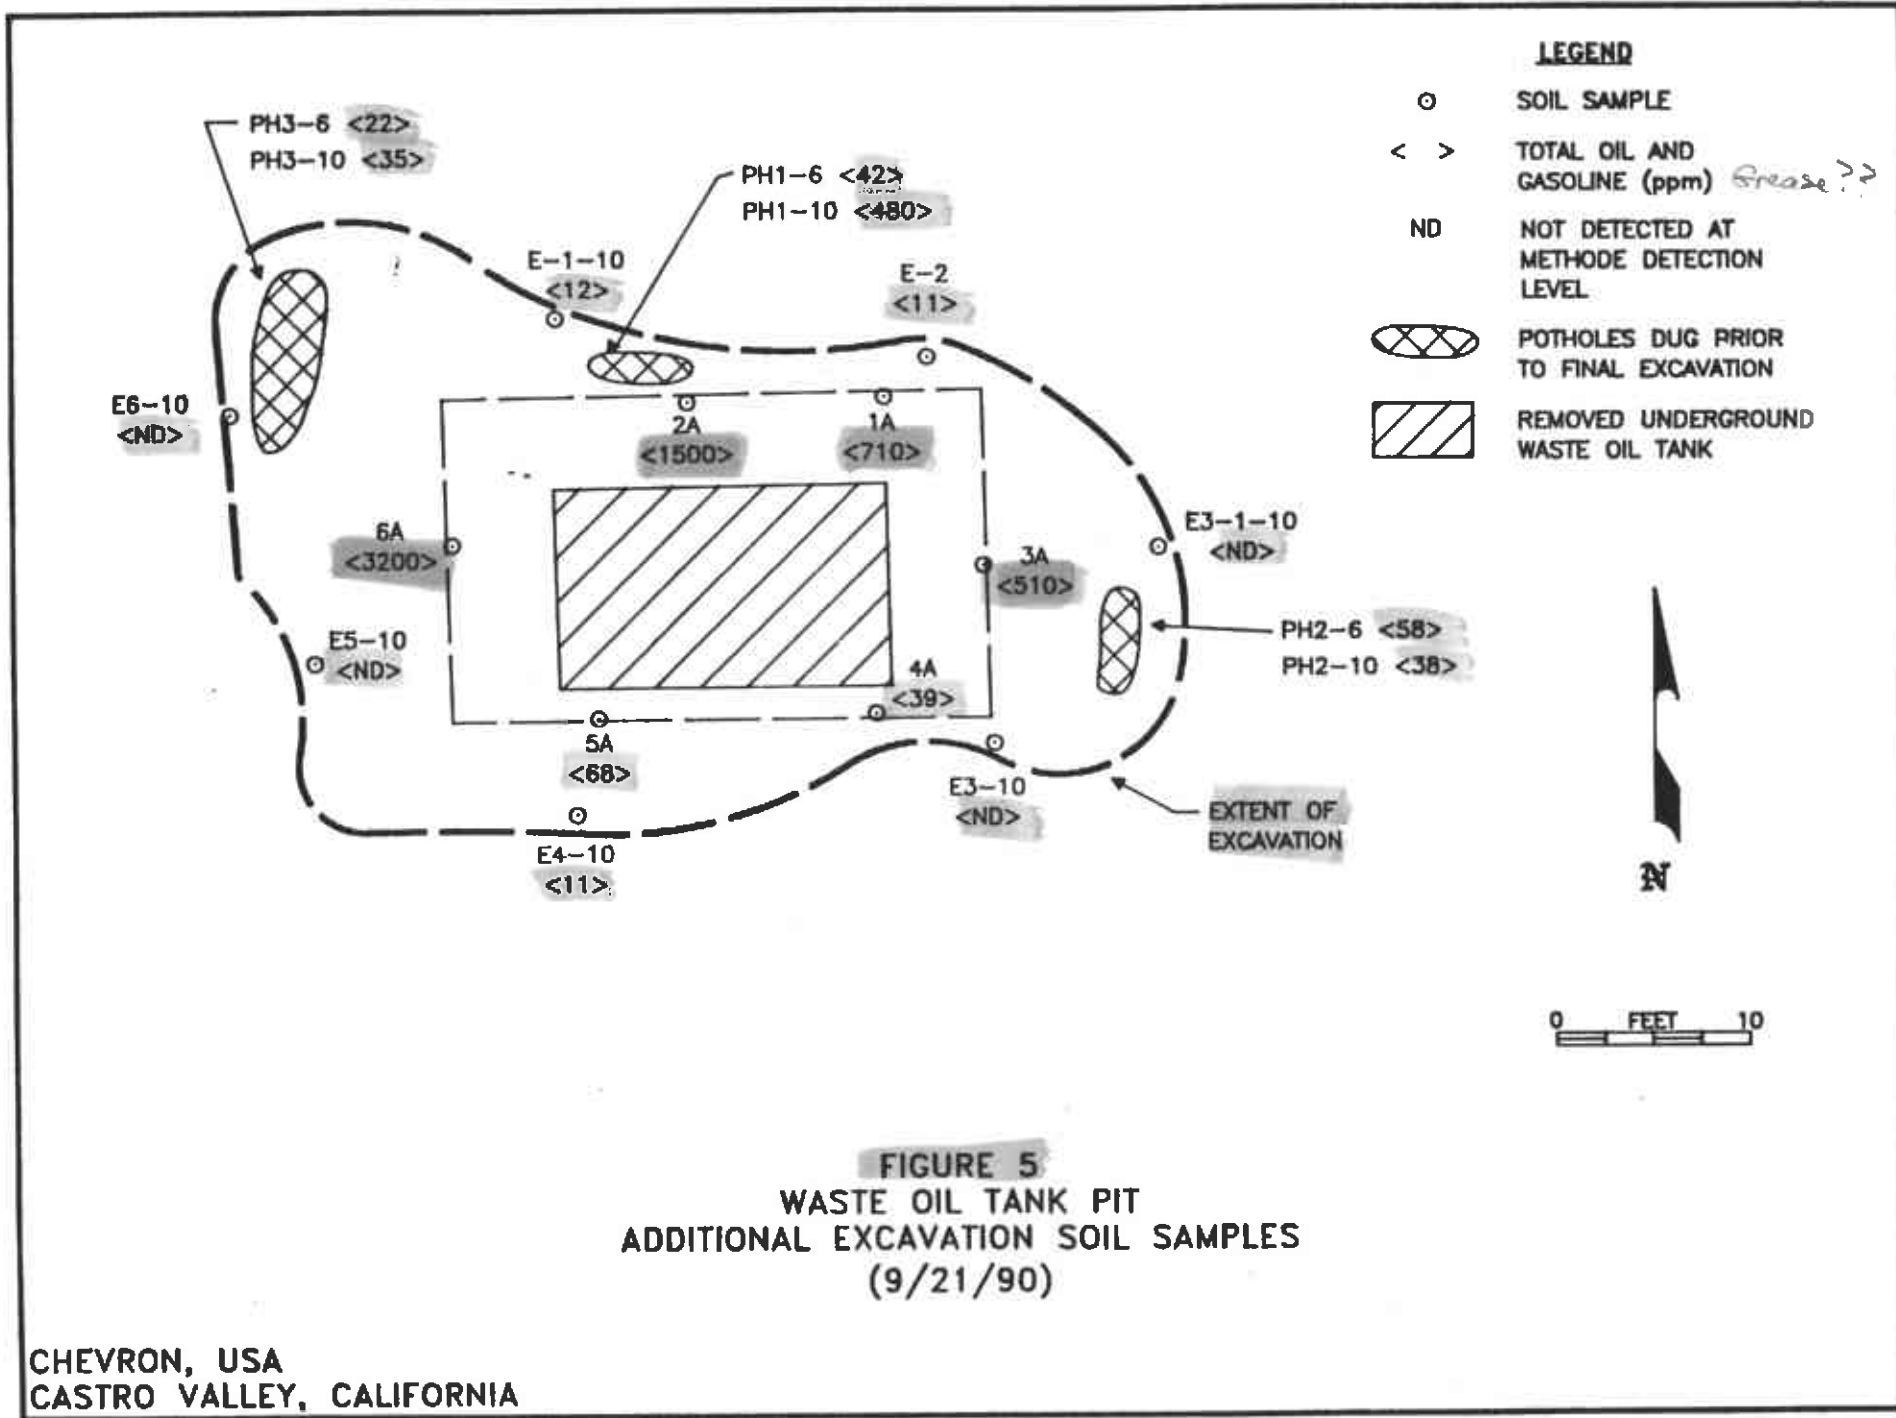 LEGEND
SOIL SAMPLE
< > TOTAL OIL AND
GASOLINE (ppm) Grease??
ND NOT DETECTED AT
METHODE DETECTION
LEVEL
POTHOLES DUG PRIOR
TO FINAL EXCAVATION
REMOVED UNDERGROUND
WASTE OIL TANK
PH3-6 <22>
PH3-10 <35>
PH1-6 <42>
PH1-10 <480>
E-1-10
<12>
E-2
<11>
E6-10
<ND>
2A
<1500>
1A
<710>
6A
<3200>
3A
<510>
E3-1-10
<ND>
E5-10
<ND>
PH2-6 <58>
PH2-10 <38>
4A
<39>
5A
<68>
E3-10
<ND>
EXTENT OF
EXCAVATION
E4-10
<11>
N
0 FEET 10
FIGURE 5
WASTE OIL TANK PIT
ADDITIONAL EXCAVATION SOIL SAMPLES
(9/21/90)
CHEVRON, USA
CASTRO VALLEY, CALIFORNIA